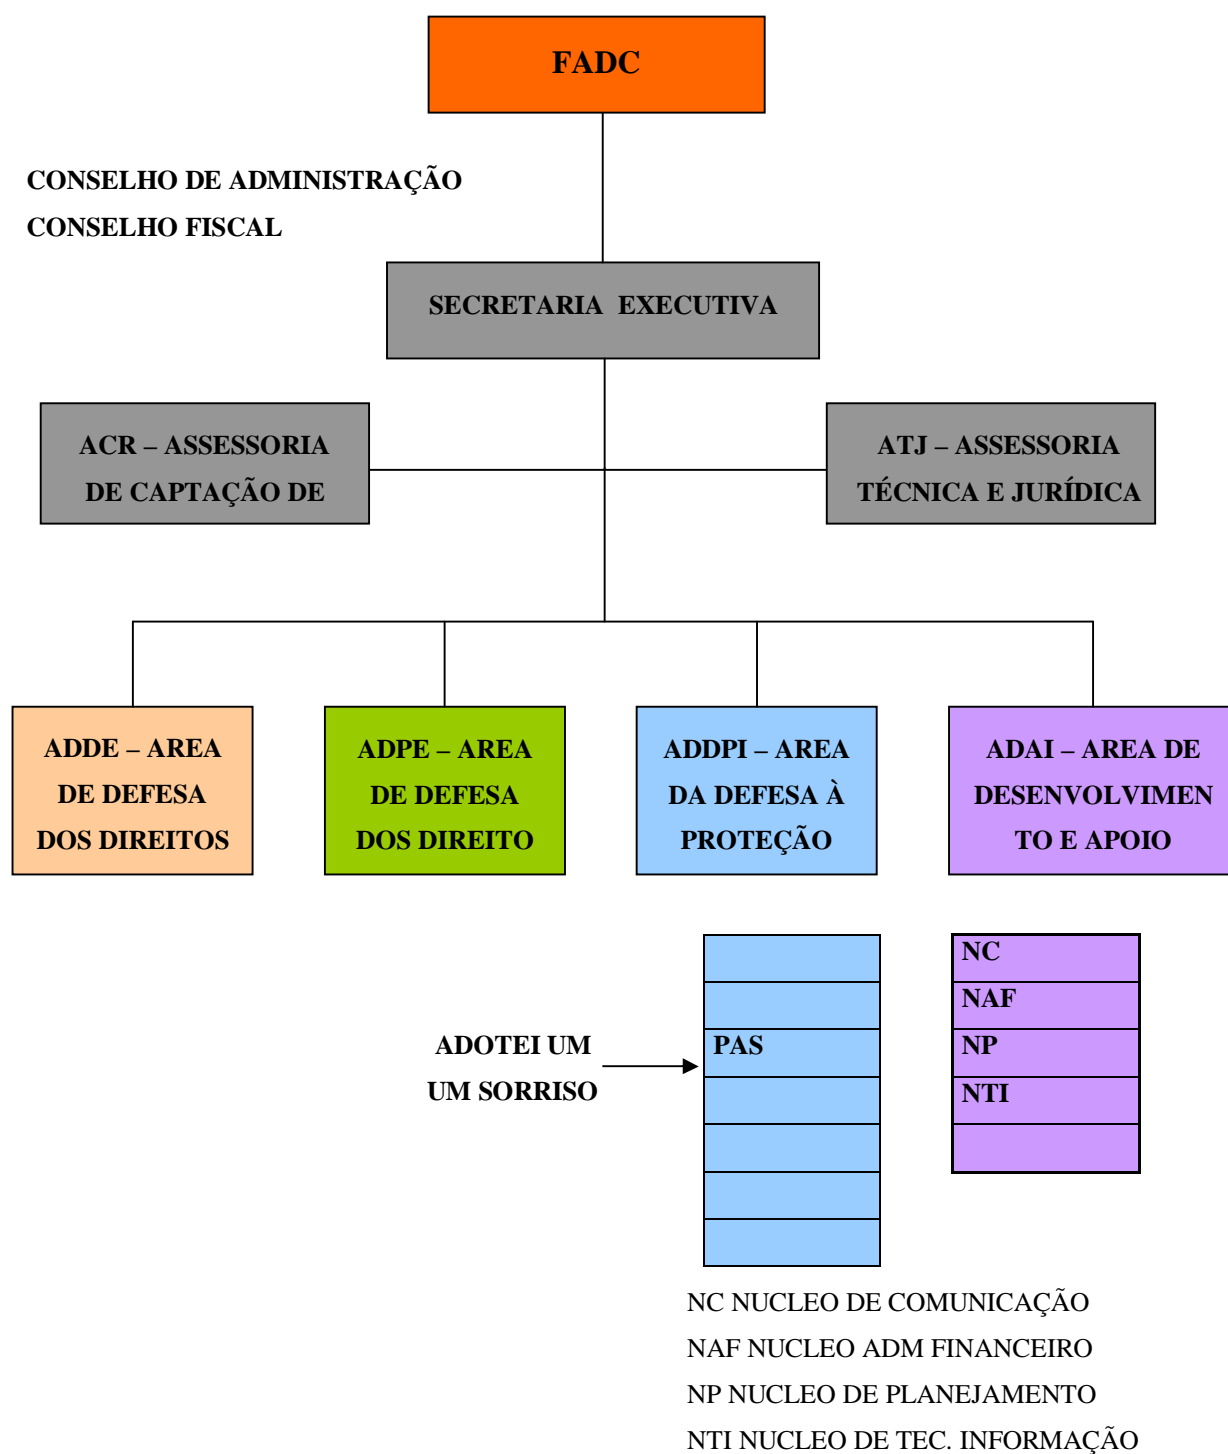 FADC
CONSELHO DE ADMINISTRAÇÃO
CONSELHO FISCAL
SECRETARIA EXECUTIVA
ACR – ASSESSORIA
DE CAPTAÇÃO DE
ATJ – ASSESSORIA
TÉCNICA E JURÍDICA
ADDE – AREA
DE DEFESA
DOS DIREITOS
ADPE – AREA
DE DEFESA
DOS DIREITO
ADDPI – AREA
DA DEFESA À
PROTEÇÃO
ADAI – AREA DE
DESENVOLVIMEN
TO E APOIO
ADOTEI UM
UM SORRISO
PAS
NC
NAF
NP
NTI
NC NUCLEO DE COMUNICAÇÃO
NAF NUCLEO ADM FINANCEIRO
NP NUCLEO DE PLANEJAMENTO
NTI NUCLEO DE TEC. INFORMAÇÃO